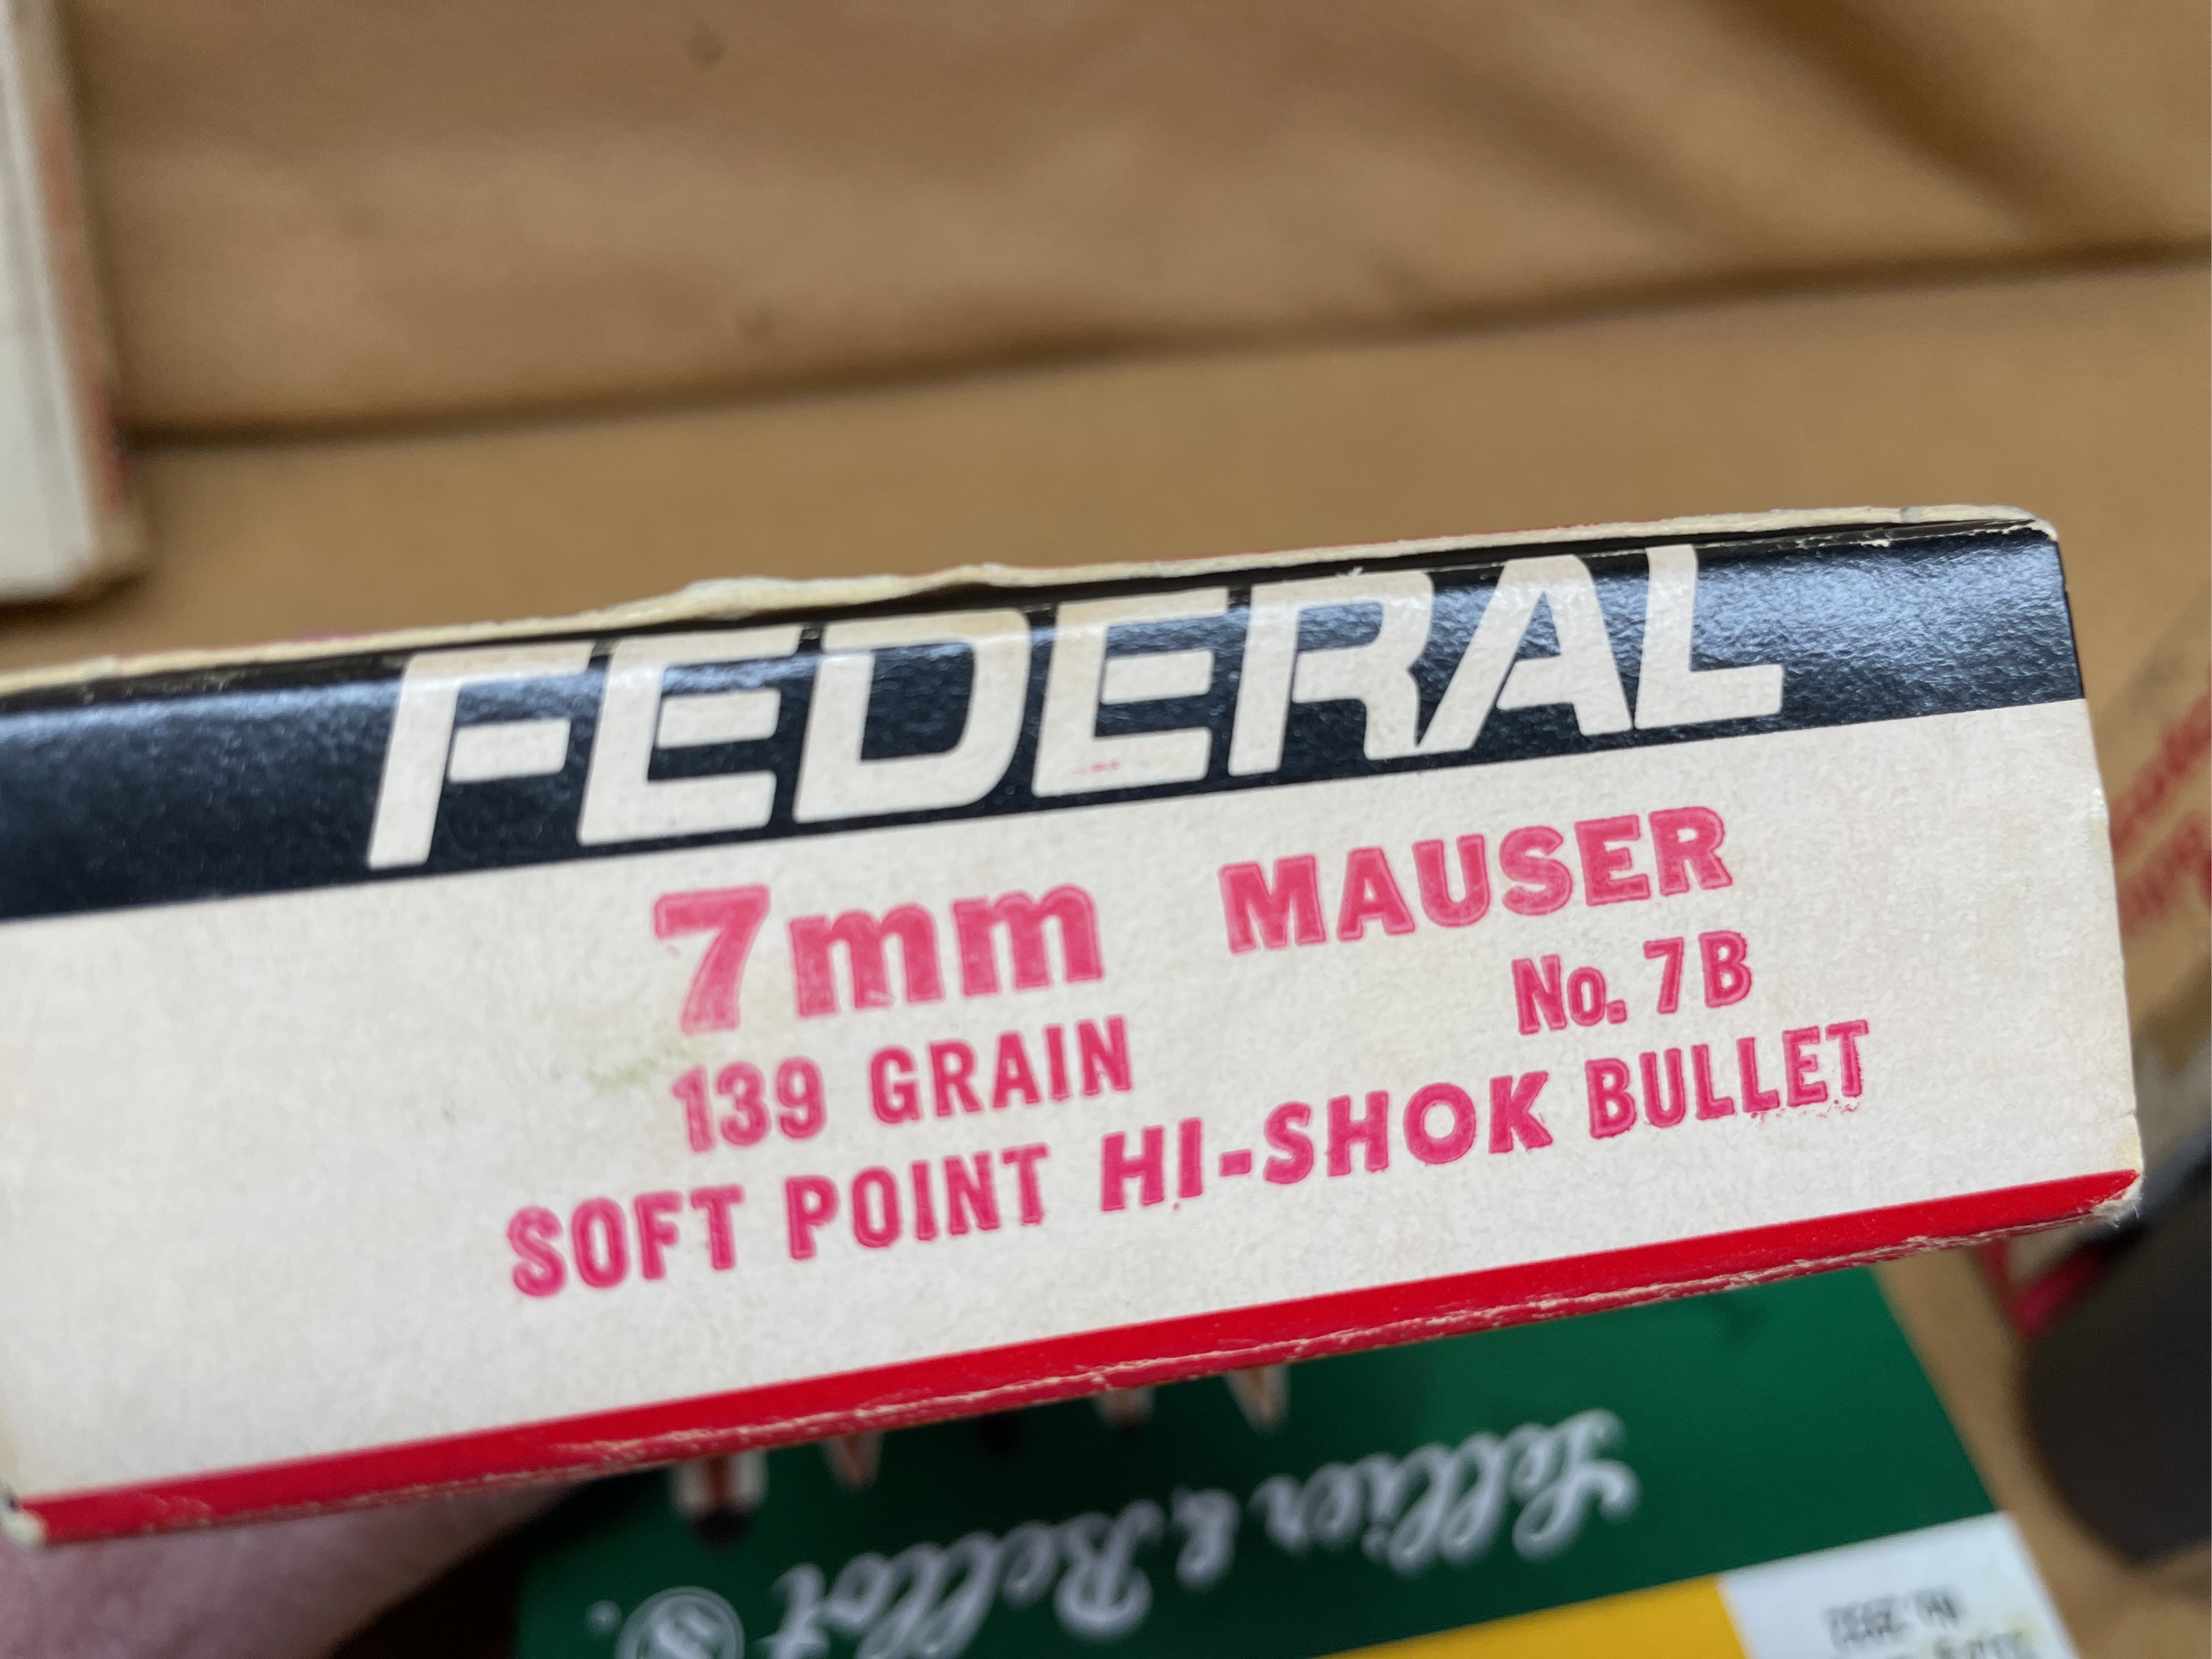 FEDERAL
7mm MAUSER
139 GRAIN No. 7B
SOFT POINT HI-SHOK BULLET
Sellier & Bellot